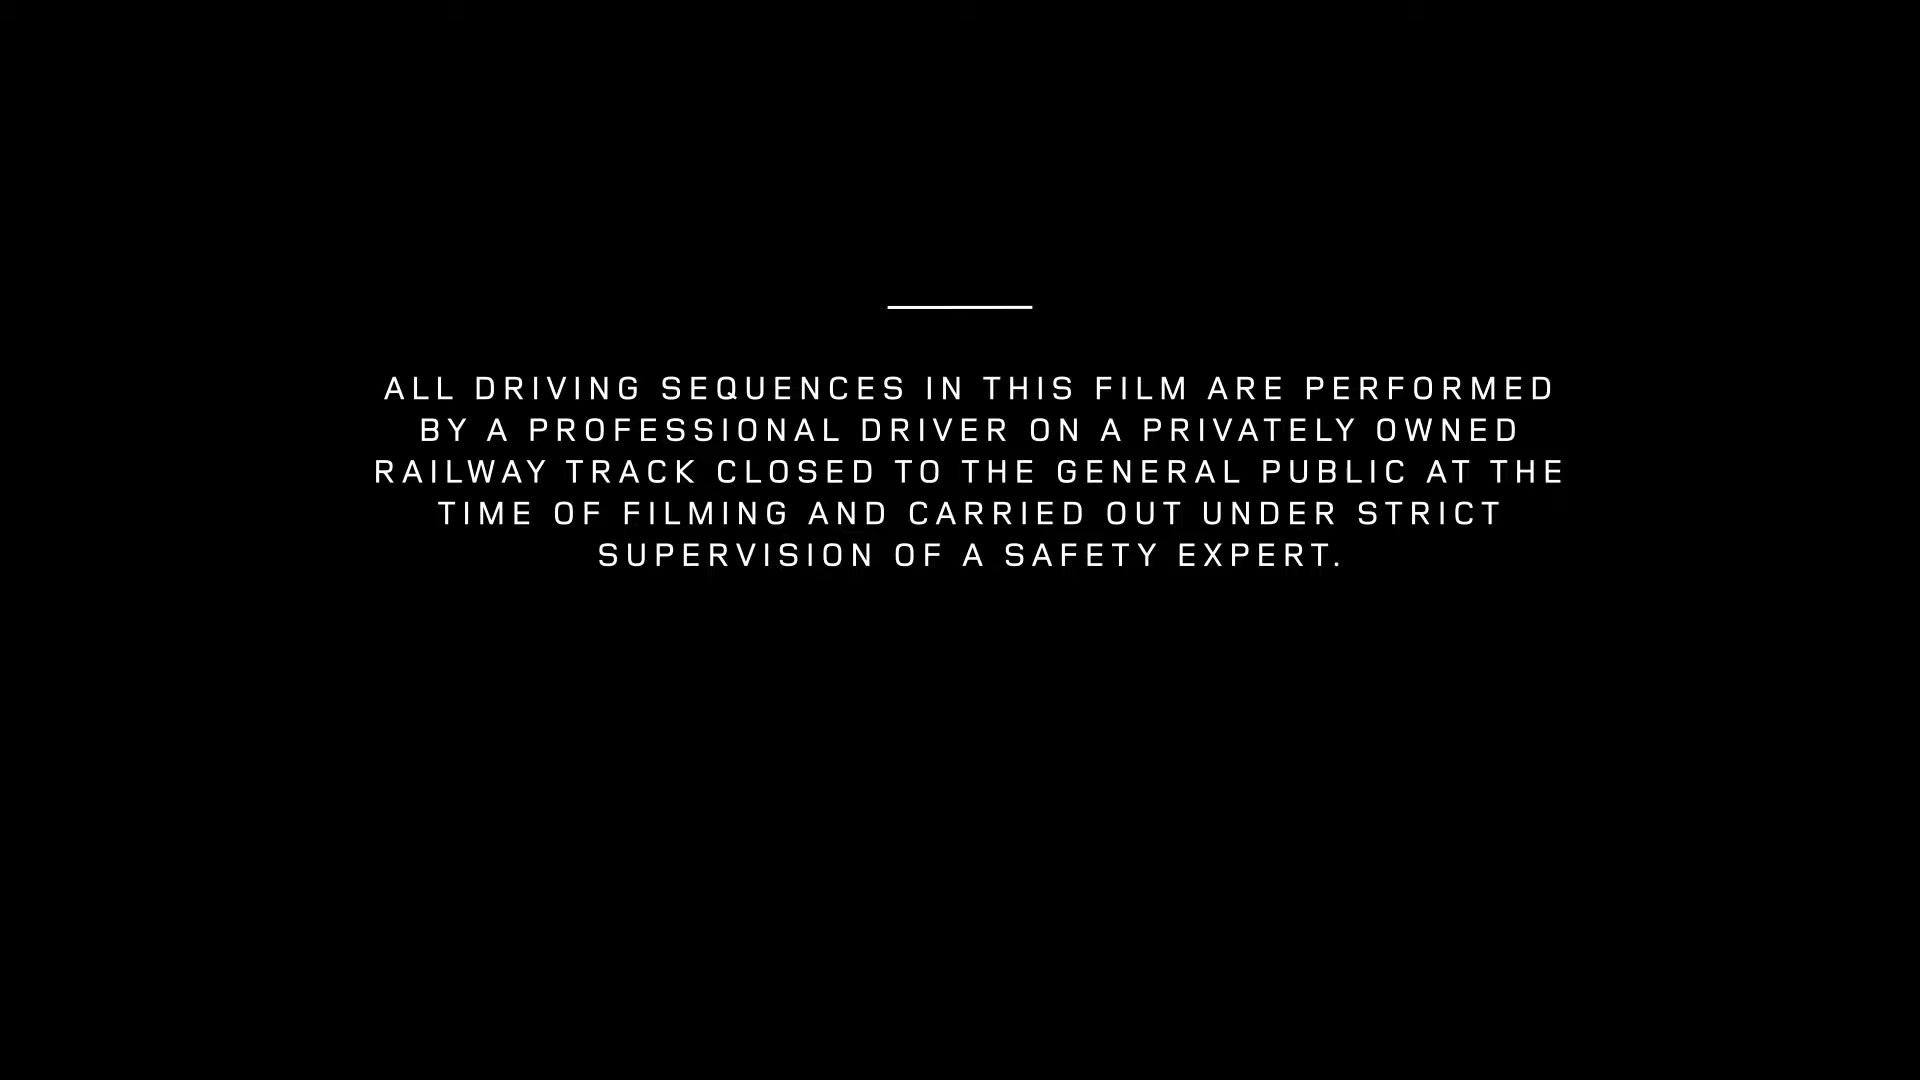 ALL DRIVING SEQUENCES IN THIS FILM ARE PERFORMED
BY A PROFESSIONAL DRIVER ON A PRIVATELY OWNED
RAILWAY TRACK CLOSED TO THE GENERAL PUBLIC AT THE
TIME OF FILMING AND CARRIED OUT UNDER STRICT
SUPERVISION OF A SAFETY EXPERT.